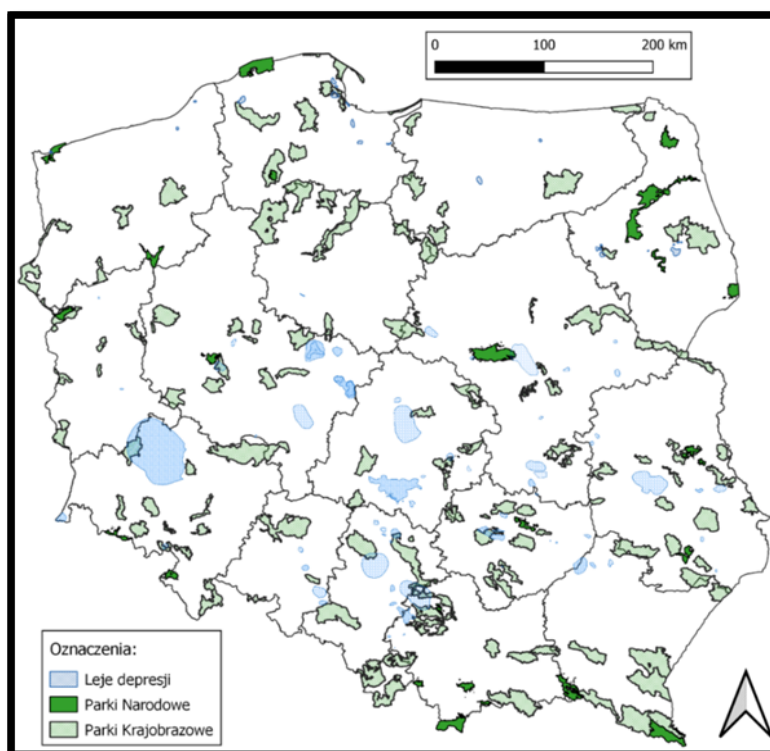 0 100 200 km
Oznaczenia:
Leje depresji
Parki Narodowe
Parki Krajobrazowe